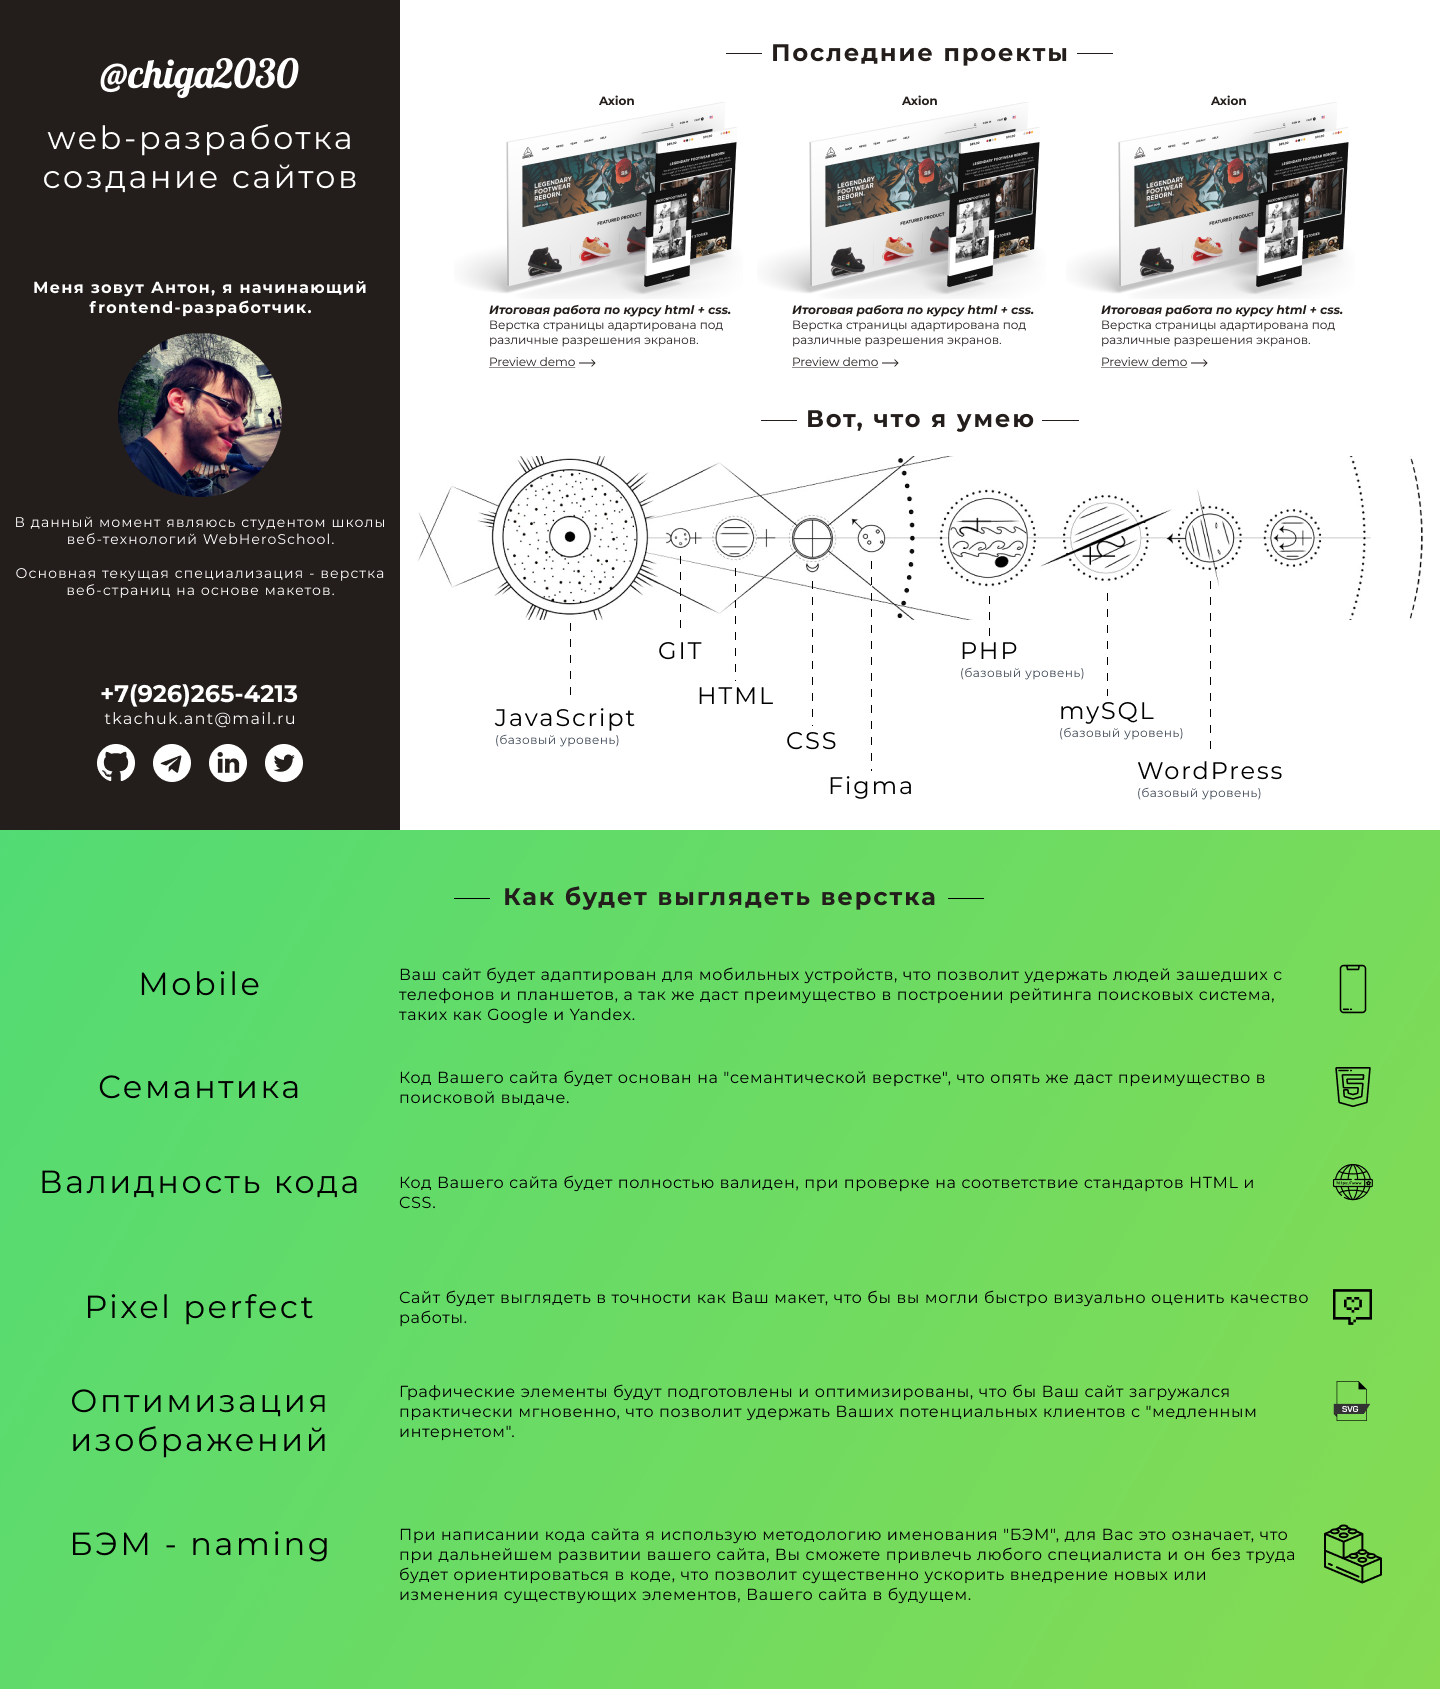 @chiga2030
web-разработка
создание сайтов
Меня зовут Антон, я начинающий
frontend-разработчик.
В данный момент являюсь студентом школы
веб-технологий WebHeroSchool.
Основная текущая специализация - верстка
веб-страниц на основе макетов.
+7(926)265-4213
tkachuk.ant@mail.ru
Последние проекты
Axion
LEGENDARY
FOOTWEAR
REBORN.
FEATURED PRODUCT
Итоговая работа по курсу html + css.
Верстка страницы адартирована под
различные разрешения экранов.
Preview demo
Axion
LEGENDARY
FOOTWEAR
REBORN.
FEATURED PRODUCT
Итоговая работа по курсу html + css.
Верстка страницы адартирована под
различные разрешения экранов.
Preview demo
Axion
LEGENDARY
FOOTWEAR
REBORN.
FEATURED PRODUCT
Итоговая работа по курсу html + css.
Верстка страницы адартирована под
различные разрешения экранов.
Preview demo
Вот, что я умею
JavaScript
(базовый уровень)
GIT
HTML
CSS
Figma
PHP
(базовый уровень)
mySQL
(базовый уровень)
WordPress
(базовый уровень)
Как будет выглядеть верстка
Mobile
Ваш сайт будет адаптирован для мобильных устройств, что позволит удержать людей зашедших с
телефонов и планшетов, а так же даст преимущество в построении рейтинга поисковых система,
таких как Google и Yandex.
Семантика
Код Вашего сайта будет основан на "семантической верстке", что опять же даст преимущество в
поисковой выдаче.
Валидность кода
Код Вашего сайта будет полностью валиден, при проверке на соответствие стандартов HTML и
CSS.
Pixel perfect
Сайт будет выглядеть в точности как Ваш макет, что бы вы могли быстро визуально оценить качество
работы.
Оптимизация
изображений
Графические элементы будут подготовлены и оптимизированы, что бы Ваш сайт загружался
практически мгновенно, что позволит удержать Ваших потенциальных клиентов с "медленным
интернетом".
SVG
БЭМ - naming
При написании кода сайта я использую методологию именования "БЭМ", для Вас это означает, что
при дальнейшем развитии вашего сайта, Вы сможете привлечь любого специалиста и он без труда
будет ориентироваться в коде, что позволит существенно ускорить внедрение новых или
изменения существующих элементов, Вашего сайта в будущем.